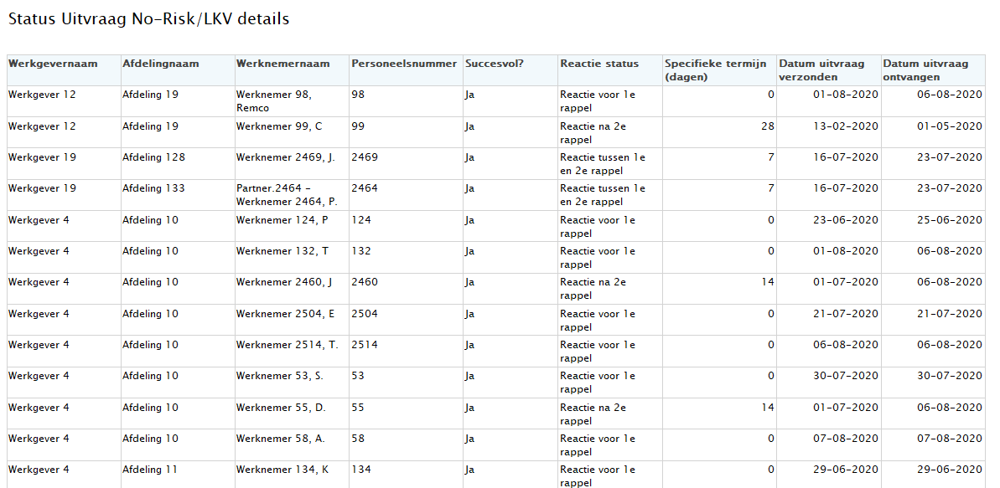 Status Uitvraag No-Risk/LKV details
Werkgevernaam Afdelingnaam Werknemernaam Personeelsnummer Succesvol? Reactie status Specifieke termijn (dagen) Datum uitvraag verzonden Datum uitvraag ontvangen
Werkgever 12 Afdeling 19 Werknemer 98, Remco 98 Ja Reactie voor 1e rappel 0 01-08-2020 06-08-2020
Werkgever 12 Afdeling 19 Werknemer 99, C 99 Ja Reactie na 2e rappel 28 13-02-2020 01-05-2020
Werkgever 19 Afdeling 128 Werknemer 2469, J. 2469 Ja Reactie tussen 1e en 2e rappel 7 16-07-2020 23-07-2020
Werkgever 19 Afdeling 133 Partner.2464 - Werknemer 2464, P. 2464 Ja Reactie tussen 1e en 2e rappel 7 16-07-2020 23-07-2020
Werkgever 4 Afdeling 10 Werknemer 124, P 124 Ja Reactie voor 1e rappel 0 23-06-2020 25-06-2020
Werkgever 4 Afdeling 10 Werknemer 132, T 132 Ja Reactie voor 1e rappel 0 01-08-2020 06-08-2020
Werkgever 4 Afdeling 10 Werknemer 2460, J 2460 Ja Reactie na 2e rappel 14 01-07-2020 06-08-2020
Werkgever 4 Afdeling 10 Werknemer 2504, E 2504 Ja Reactie voor 1e rappel 0 21-07-2020 21-07-2020
Werkgever 4 Afdeling 10 Werknemer 2514, T. 2514 Ja Reactie voor 1e rappel 0 06-08-2020 06-08-2020
Werkgever 4 Afdeling 10 Werknemer 53, S. 53 Ja Reactie voor 1e rappel 0 30-07-2020 30-07-2020
Werkgever 4 Afdeling 10 Werknemer 55, D. 55 Ja Reactie na 2e rappel 14 01-07-2020 06-08-2020
Werkgever 4 Afdeling 10 Werknemer 58, A. 58 Ja Reactie voor 1e rappel 0 07-08-2020 07-08-2020
Werkgever 4 Afdeling 11 Werknemer 134, K 134 Ja Reactie voor 1e rappel 0 29-06-2020 29-06-2020